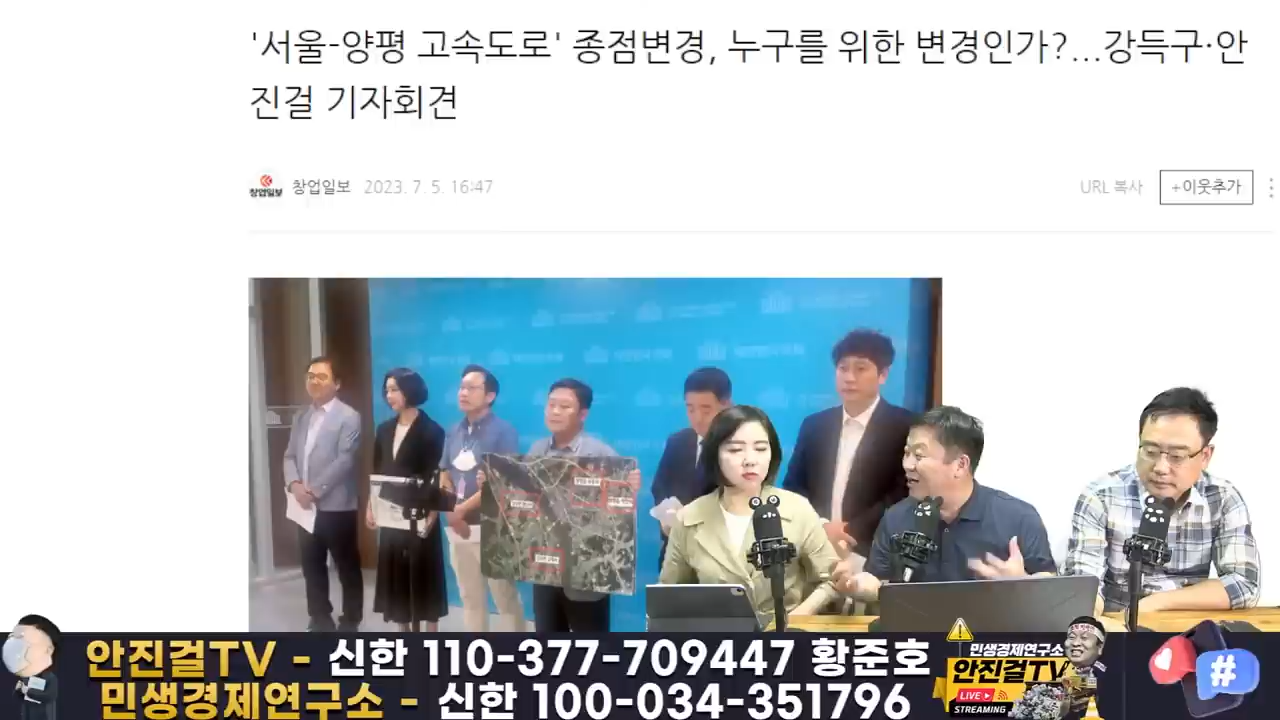 '서울-양평 고속도로' 종점변경, 누구를 위한 변경인가?...강득구·안
진걸 기자회견
창업일보
창업일보 2023. 7. 5. 16:47
URL 복사 +이웃추가
안진걸TV - 신한 110-377-709447 황준호
민생경제연구소 - 신한 100-034-351796
민생경제연구소
안진걸TV
LIVE
STREAMING
#